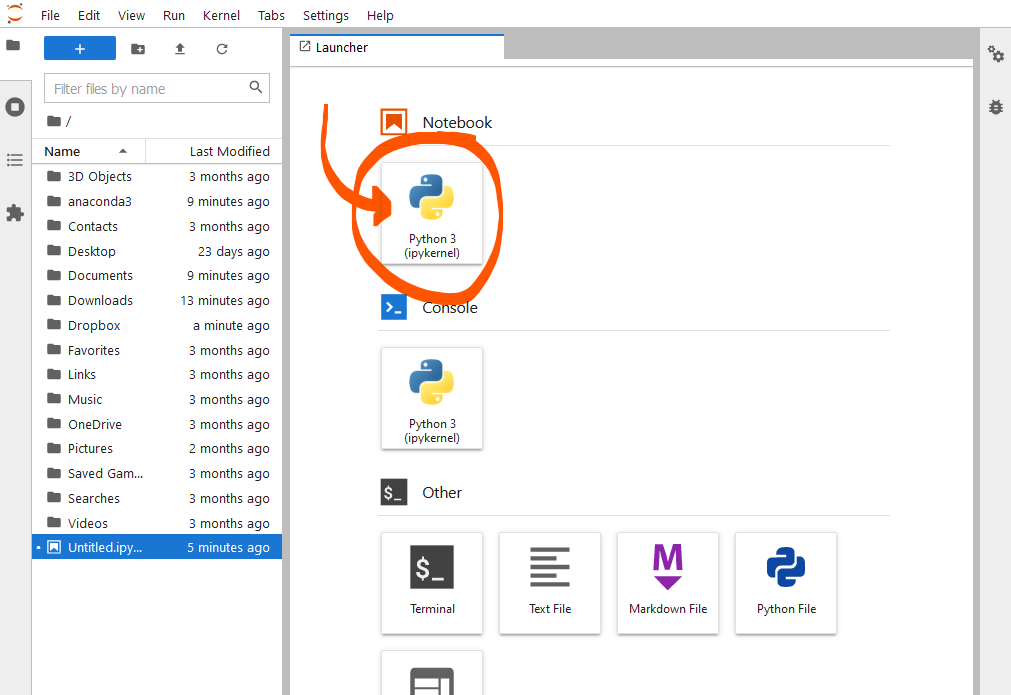 File Edit View Run Kernel Tabs Settings Help
+
Launcher
Filter files by name
/
Name Last Modified
3D Objects 3 months ago
anaconda3 9 minutes ago
Contacts 3 months ago
Desktop 23 days ago
Documents 9 minutes ago
Downloads 13 minutes ago
Dropbox a minute ago
Favorites 3 months ago
Links 3 months ago
Music 3 months ago
OneDrive 3 months ago
Pictures 2 months ago
Saved Gam... 3 months ago
Searches 3 months ago
Videos 3 months ago
Untitled.ipy... 5 minutes ago
Notebook
Python 3
(ipykernel)
Console
Python 3
(ipykernel)
$_ Other
$_
Terminal
Text File
M
Markdown File
Python File